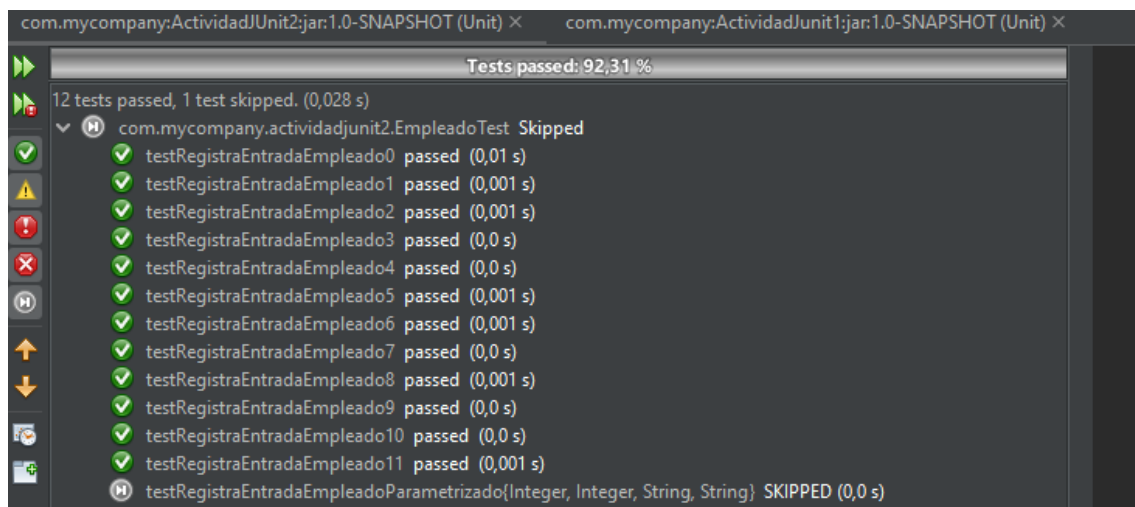 com.mycompany:ActividadJUnit2:jar:1.0-SNAPSHOT (Unit) × com.mycompany:ActividadJunit1:jar:1.0-SNAPSHOT (Unit) ×
Tests passed: 92,31 %
12 tests passed, 1 test skipped. (0,028 s)
com.mycompany.actividadjunit2.EmpleadoTest Skipped
testRegistraEntradaEmpleado0 passed (0,01 s)
testRegistraEntradaEmpleado1 passed (0,001 s)
testRegistraEntradaEmpleado2 passed (0,001 s)
testRegistraEntradaEmpleado3 passed (0,0 s)
testRegistraEntradaEmpleado4 passed (0,0 s)
testRegistraEntradaEmpleado5 passed (0,001 s)
testRegistraEntradaEmpleado6 passed (0,001 s)
testRegistraEntradaEmpleado7 passed (0,0 s)
testRegistraEntradaEmpleado8 passed (0,001 s)
testRegistraEntradaEmpleado9 passed (0,0 s)
testRegistraEntradaEmpleado10 passed (0,0 s)
testRegistraEntradaEmpleado11 passed (0,001 s)
testRegistraEntradaEmpleadoParametrizado{Integer, Integer, String, String} SKIPPED (0,0 s)